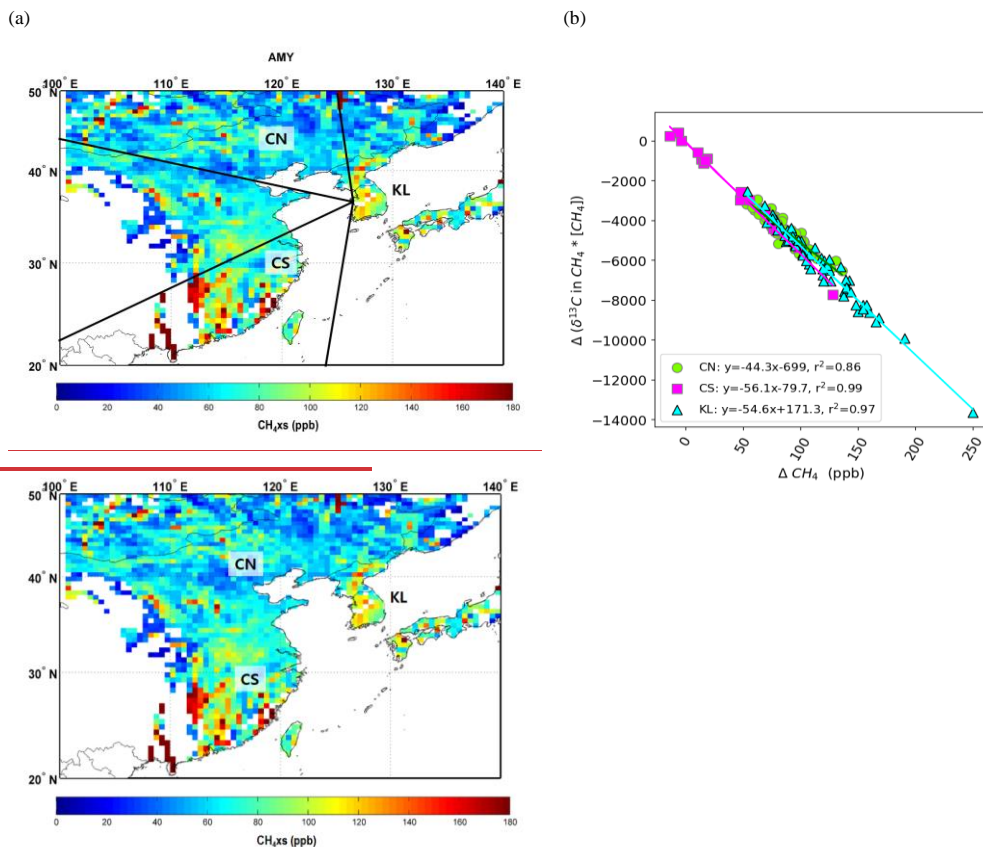 (a)
(b)
AMY
100° E 110° E 120° E 130° E 140° E
50° N
40° N
30° N
20° N
CN
KL
CS
0 20 40 60 80 100 120 140 160 180
CH₄xs (ppb)
100° E 110° E 120° E 130° E 140° E
50° N
40° N
30° N
20° N
CN
KL
CS
0 20 40 60 80 100 120 140 160 180
CH₄xs (ppb)
Δ (δ¹³C in CH₄ * [CH₄])
0
−2000
−4000
−6000
−8000
−10000
−12000
−14000
CN: y=-44.3x-699, r²=0.86
CS: y=-56.1x-79.7, r²=0.99
KL: y=-54.6x+171.3, r²=0.97
0 50 100 150 200 250
Δ CH₄ (ppb)